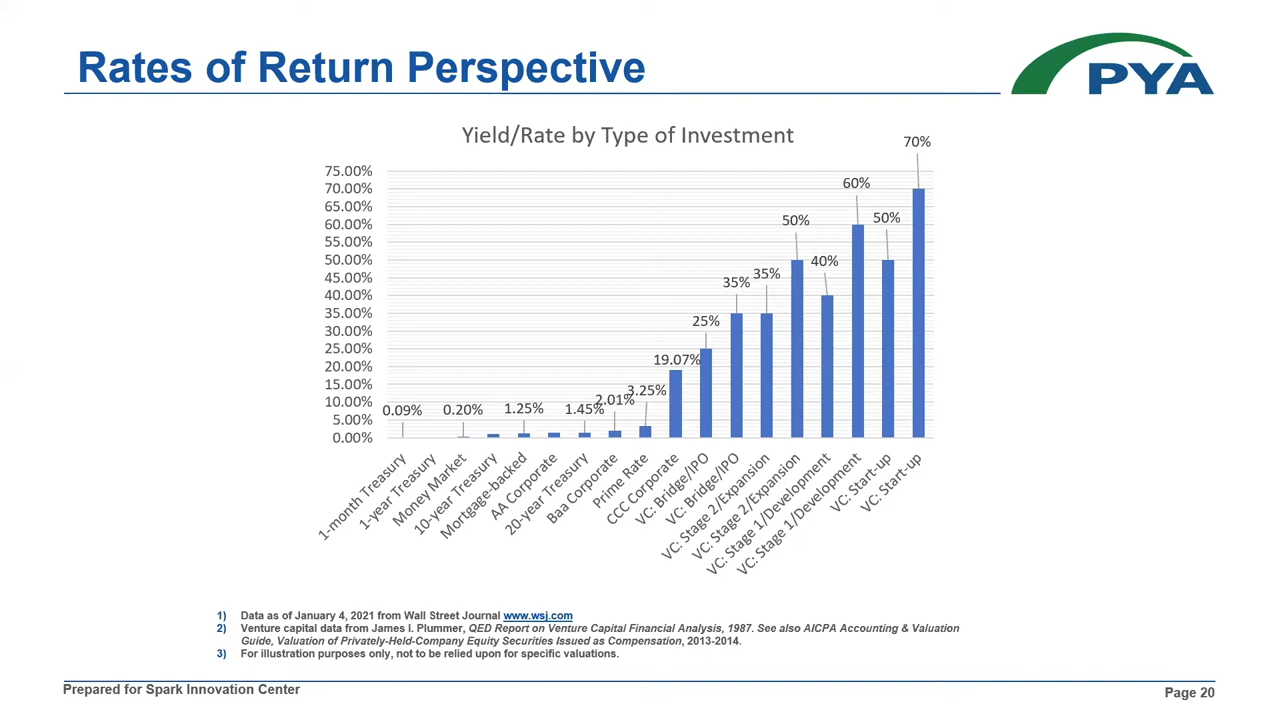 Rates of Return Perspective
PYA
Yield/Rate by Type of Investment
75.00%
70.00%
65.00%
60.00%
55.00%
50.00%
45.00%
40.00%
35.00%
30.00%
25.00%
20.00%
15.00%
10.00%
5.00%
0.00%
0.09%
0.20%
1.25%
1.45%
2.01%
3.25%
19.07%
25%
35%
35%
50%
40%
60%
50%
70%
1-month Treasury
1-year Treasury
Money Market
10-year Treasury
Mortgage-backed
AA Corporate
20-year Treasury
Baa Corporate
Prime Rate
CCC Corporate
VC: Bridge/IPO
VC: Bridge/IPO
VC: Stage 2/Expansion
VC: Stage 2/Expansion
VC: Stage 1/Development
VC: Stage 1/Development
VC: Start-up
VC: Start-up
1) Data as of January 4, 2021 from Wall Street Journal www.wsj.com
2) Venture capital data from James I. Plummer, QED Report on Venture Capital Financial Analysis, 1987. See also AICPA Accounting & Valuation
Guide, Valuation of Privately-Held-Company Equity Securities Issued as Compensation, 2013-2014.
3) For illustration purposes only, not to be relied upon for specific valuations.
Prepared for Spark Innovation Center
Page 20